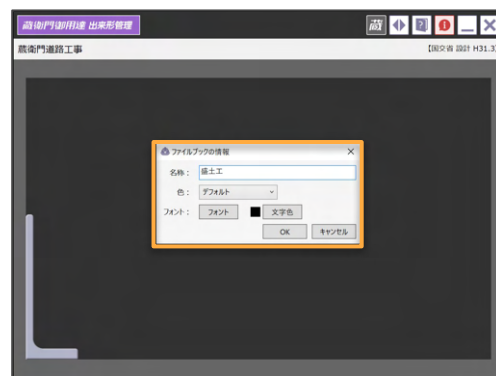 蔵衛門御用達 出来形管理
蔵
蔵衛門道路工事
【国交省 設計 H31.3】
ファイルブックの情報
名称： 盛土工
色： デフォルト
フォント： フォント 文字色
OK キャンセル